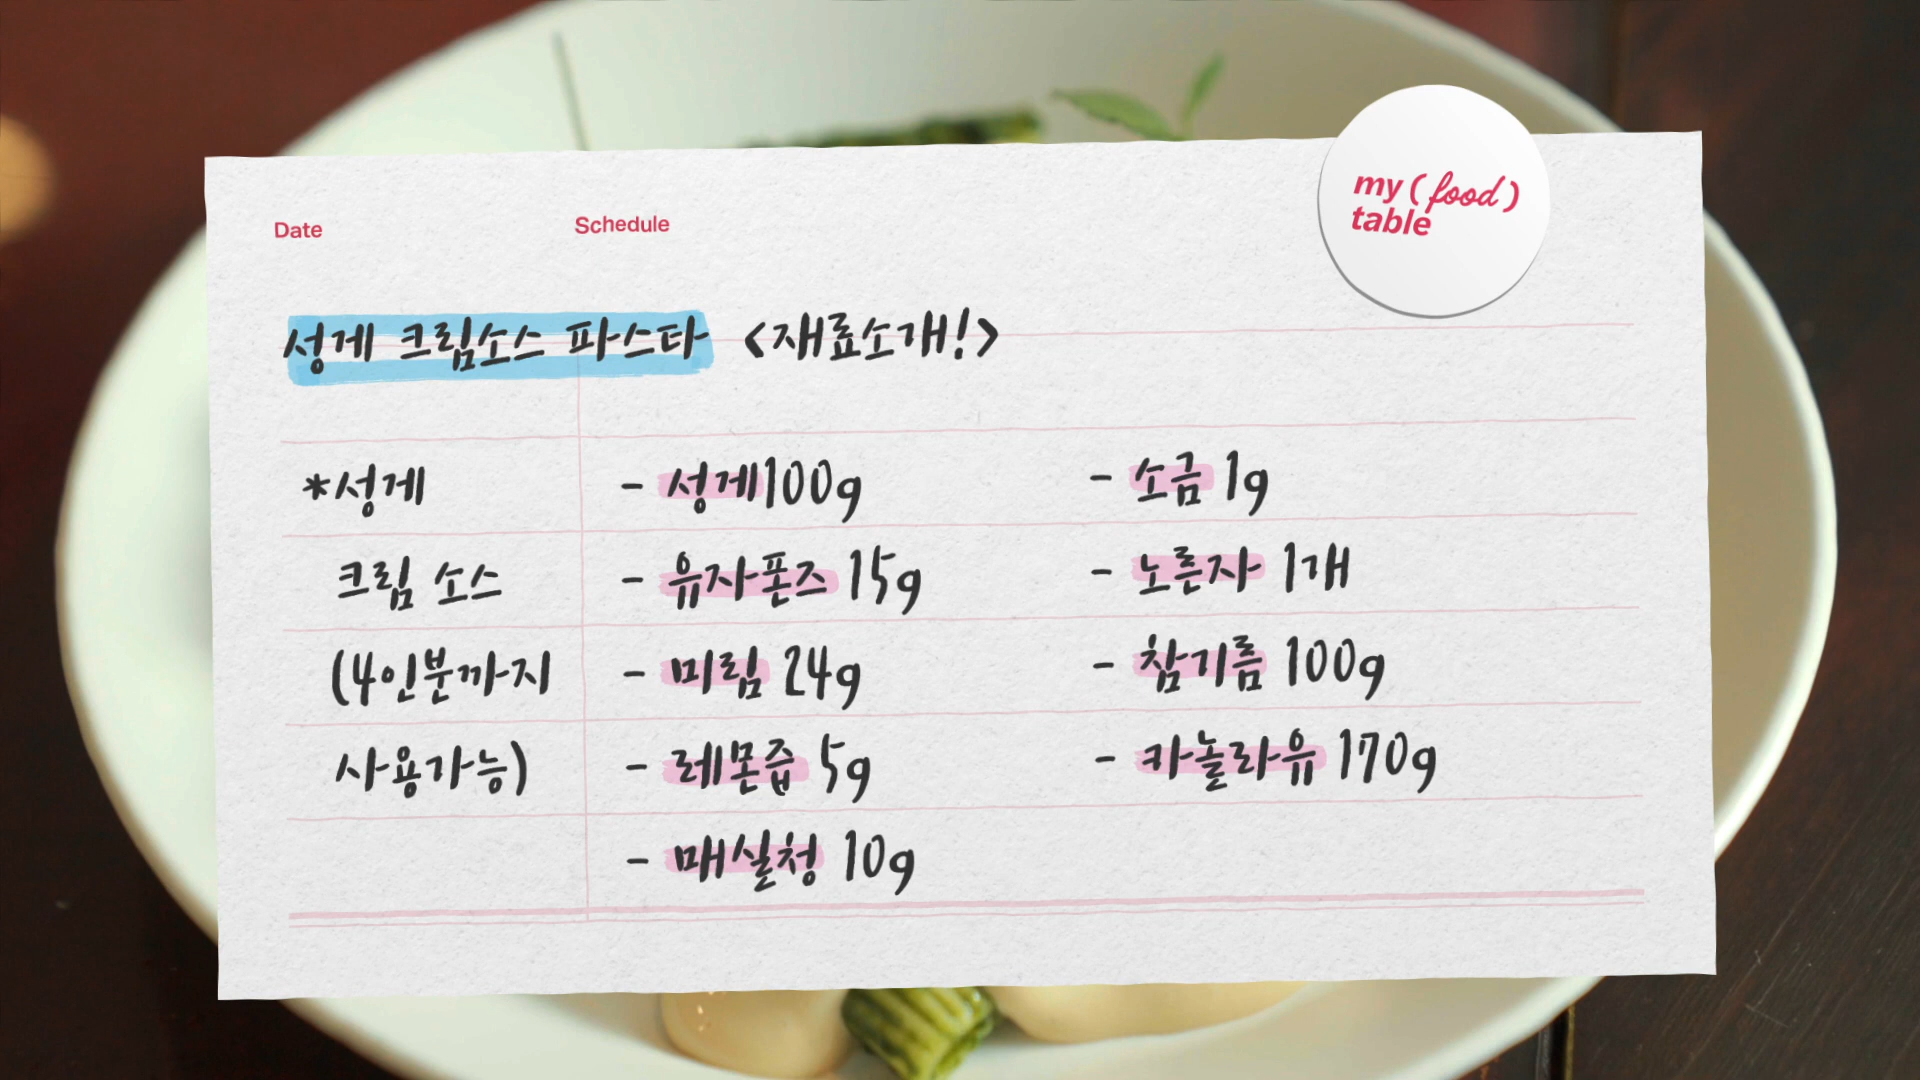 my (food)
table
Date
Schedule
성게 크림소스 파스타 <재료소개!>
*성게
크림 소스
(4인분까지
사용가능)
- 성게100g
- 유자폰즈 15g
- 미림 24g
- 레몬즙 5g
- 매실청 10g
- 소금 1g
- 노른자 1개
- 참기름 100g
- 카놀라유 170g